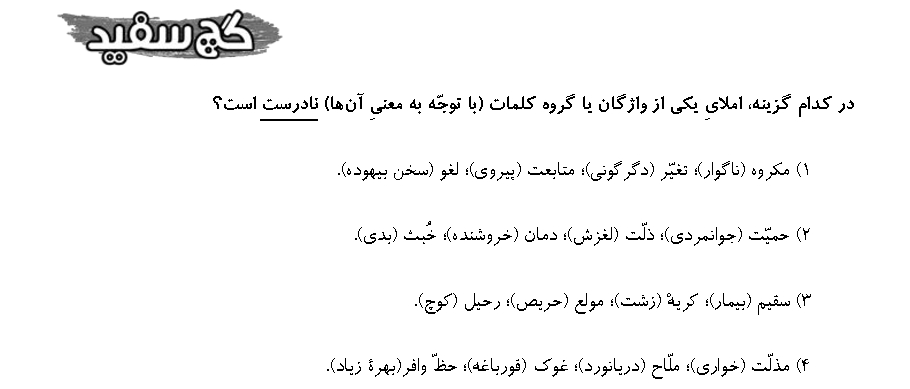 گچ سفید
در کدام گزینه، املایِ یکی از واژگان یا گروه کلمات (با توجّه به معنیِ آن‌ها) نادرست است؟
۱) مکروه (ناگوار)؛ تغیّر (دگرگونی)؛ متابعت (پیروی)؛ لغو (سخن بیهوده).
۲) حمیّت (جوانمردی)؛ ذلّت (لغزش)؛ دمان (خروشنده)؛ خُبث (بدی).
۳) سقیم (بیمار)؛ کریهْ (زشت)؛ مولع (حریص)؛ رحیل (کوچ).
۴) مذلّت (خواری)؛ ملّاح (دریانورد)؛ غوک (قورباغه)؛ حظّ وافر(بهرهٔ زیاد).